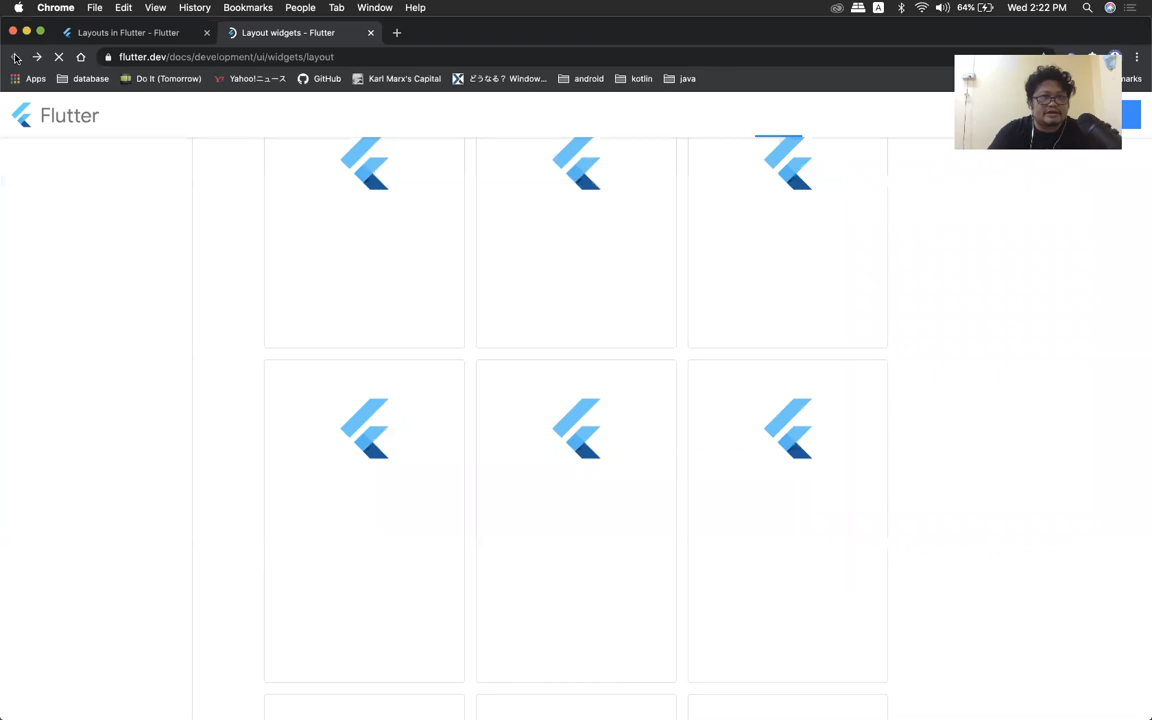 Chrome File Edit View History Bookmarks People Tab Window Help A 64% Wed 2:22 PM
Layouts in Flutter - Flutter Layout widgets - Flutter
flutter.dev/docs/development/ui/widgets/layout
Apps database Do It (Tomorrow) Yahoo!ニュース GitHub Karl Marx's Capital どうなる? Window... android kotlin java marks
Flutter